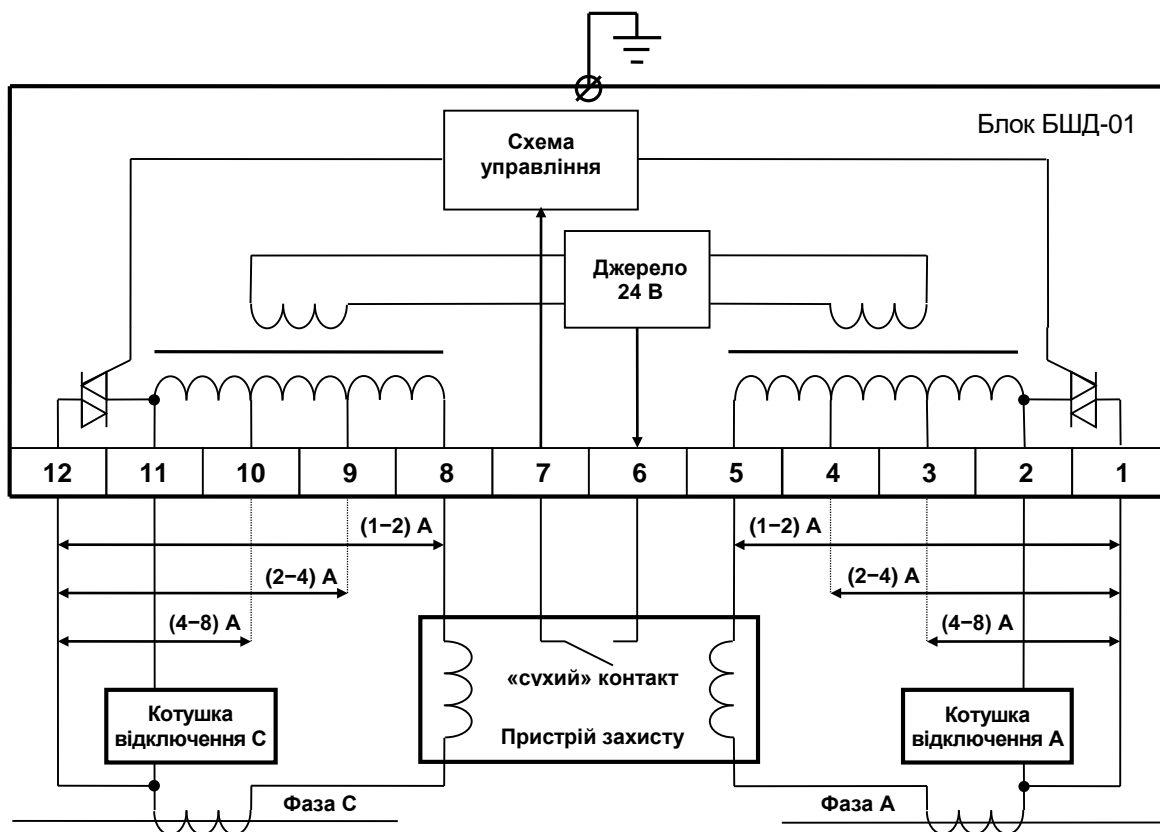 Блок БШД-01
Схема
управління
Джерело
24 В
12 11 10 9 8 7 6 5 4 3 2 1
(1−2) А (1−2) А
(2−4) А (2−4) А
(4−8) А (4−8) А
«сухий» контакт
Котушка
відключення С
Пристрій захисту
Котушка
відключення А
Фаза С Фаза А